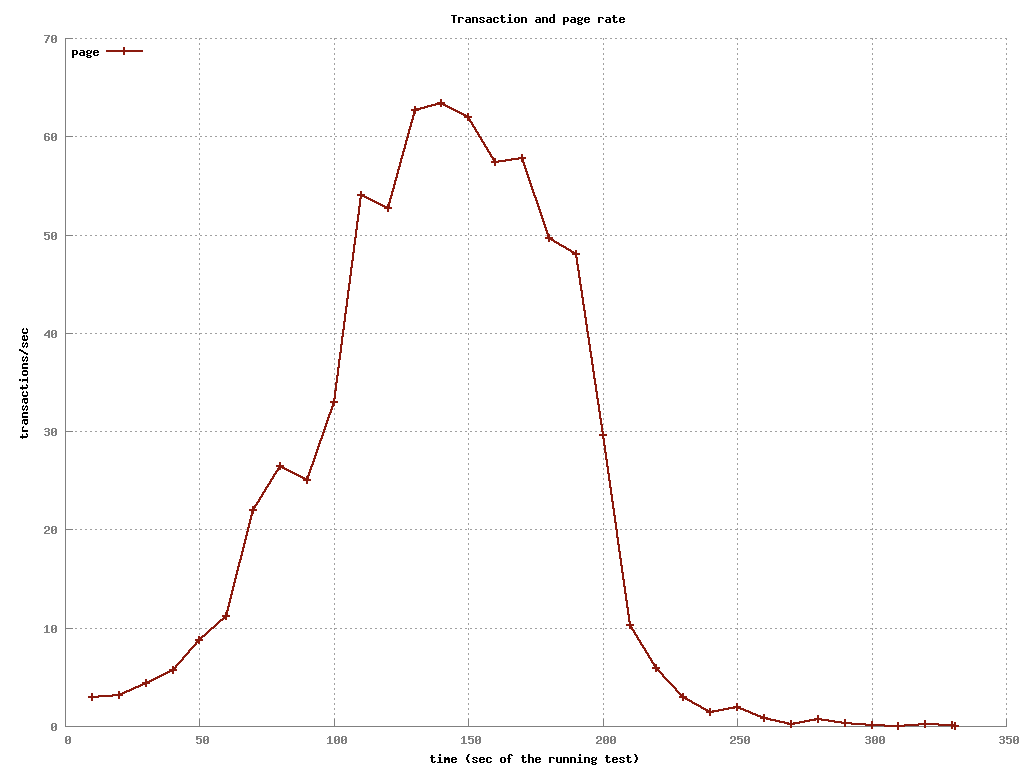 Transaction and page rate
70
page
60
50
40
30
20
10
0
transactions/sec
0 50 100 150 200 250 300 350
time (sec of the running test)